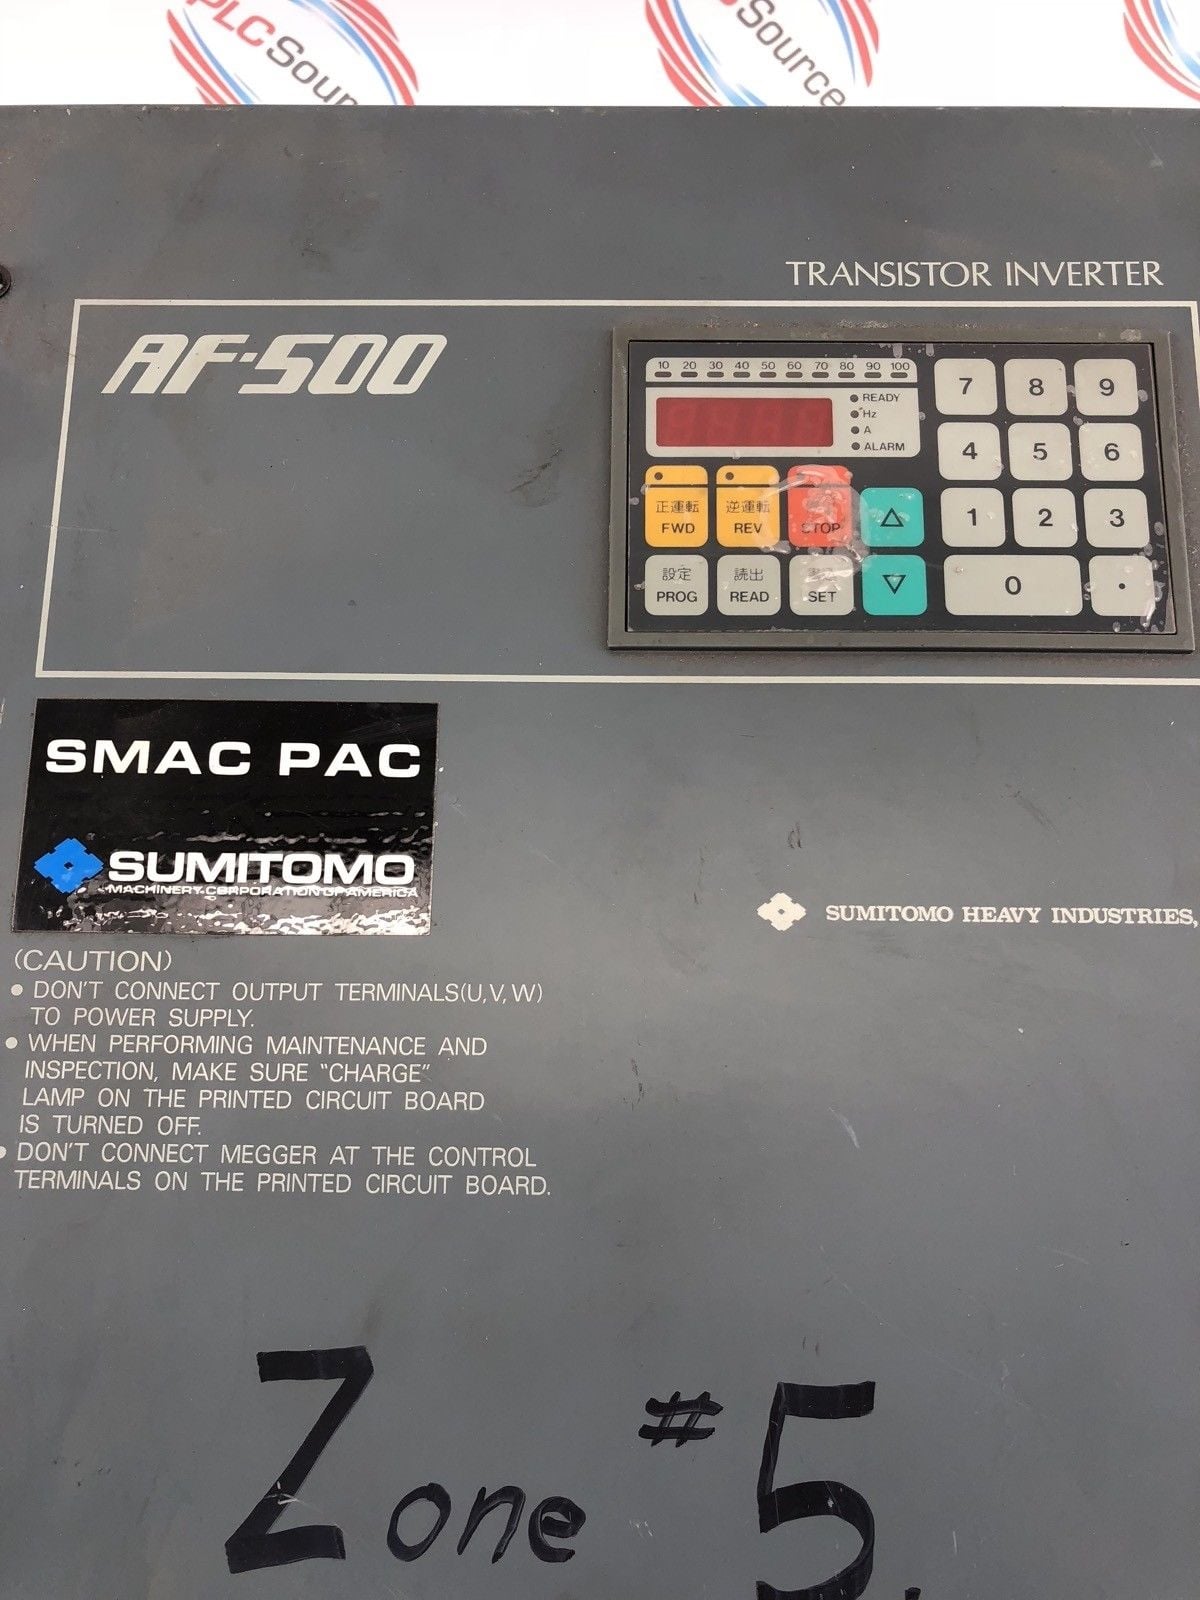 PLCSource
Source
TRANSISTOR INVERTER
AF-500
10 20 30 40 50 60 70 80 90 100
READY
Hz
A
ALARM
7 8 9
4 5 6
1 2 3
0 .
正運転 逆運転
FWD REV STOP
設定 読出
PROG READ SET
SMAC PAC
SUMITOMO
MACHINERY CORPORATION OF AMERICA
SUMITOMO HEAVY INDUSTRIES,
(CAUTION)
• DON'T CONNECT OUTPUT TERMINALS(U,V,W)
TO POWER SUPPLY.
• WHEN PERFORMING MAINTENANCE AND
INSPECTION, MAKE SURE "CHARGE"
LAMP ON THE PRINTED CIRCUIT BOARD
IS TURNED OFF.
• DON'T CONNECT MEGGER AT THE CONTROL
TERMINALS ON THE PRINTED CIRCUIT BOARD.
Zone #5.